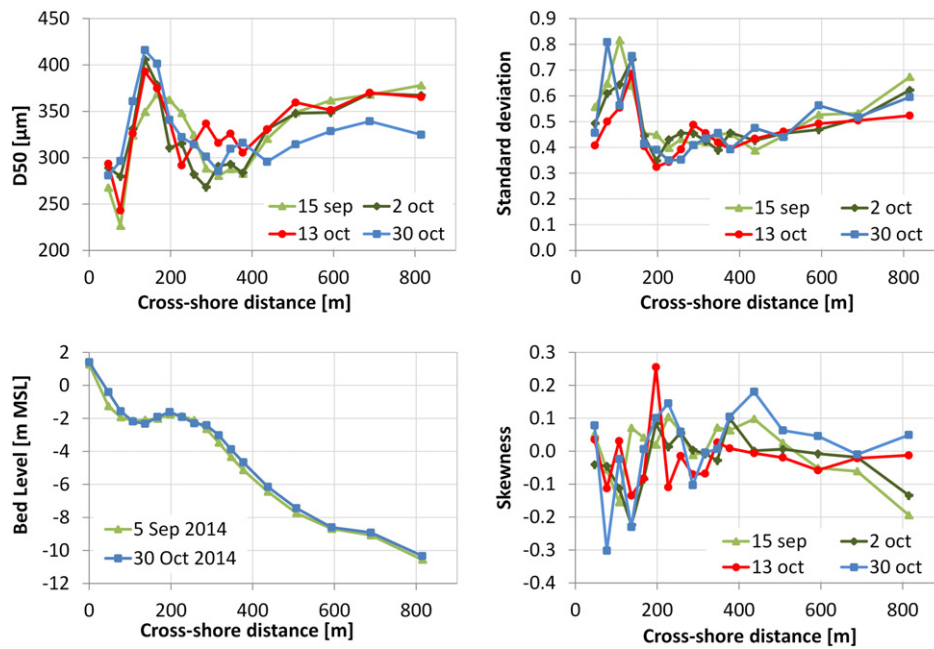 450
400
350
300
250
200
D50 [µm]
15 sep
2 oct
13 oct
30 oct
0
200
400
600
800
Cross-shore distance [m]
0.9
0.8
0.7
0.6
0.5
0.4
0.3
0.2
0.1
0.0
Standard deviation
15 sep
2 oct
13 oct
30 oct
0
200
400
600
800
Cross-shore distance [m]
2
0
-2
-4
-6
-8
-10
-12
Bed Level [m MSL]
5 Sep 2014
30 Oct 2014
0
200
400
600
800
Cross-shore distance [m]
0.3
0.2
0.1
0.0
-0.1
-0.2
-0.3
-0.4
Skewness
15 sep
2 oct
13 oct
30 oct
0
200
400
600
800
Cross-shore distance [m]